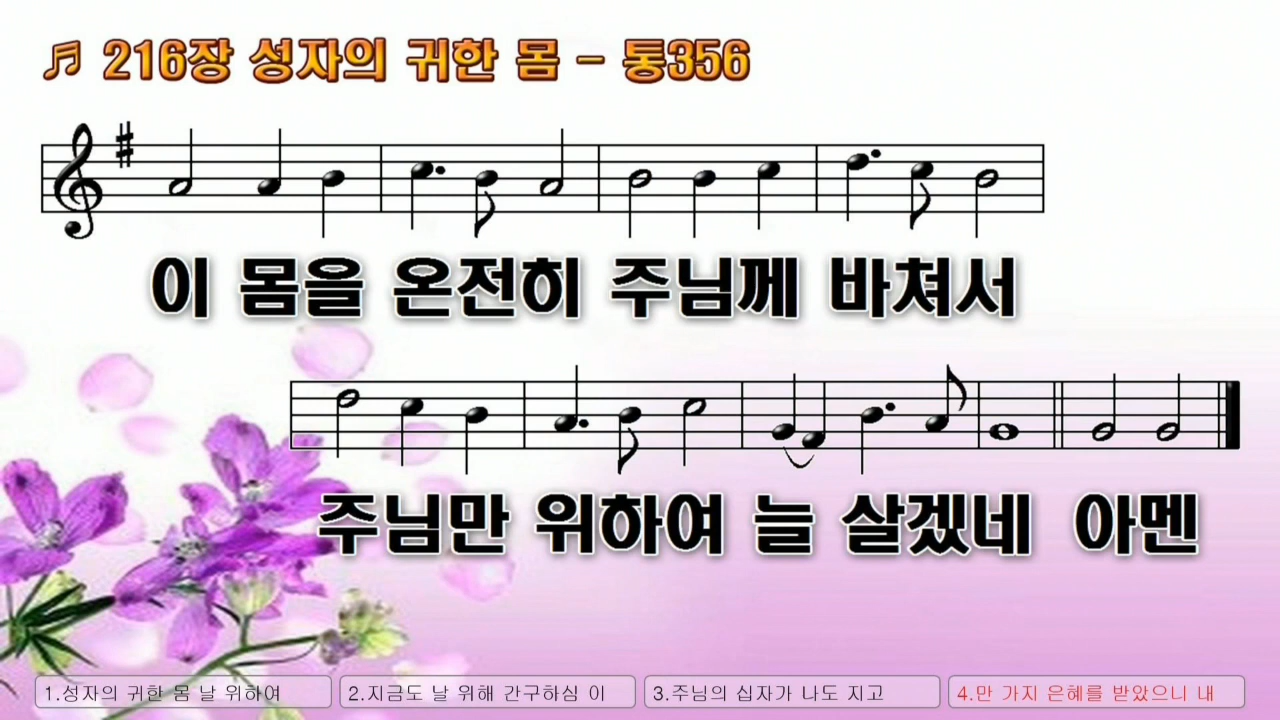 ♬ 216장 성자의 귀한 몸 - 통356
이 몸을 온전히 주님께 바쳐서
주님만 위하여 늘 살겠네 아멘
1.성자의 귀한 몸 날 위하여
2.지금도 날 위해 간구하심 이
3.주님의 십자가 나도 지고
4.만 가지 은혜를 받았으니 내